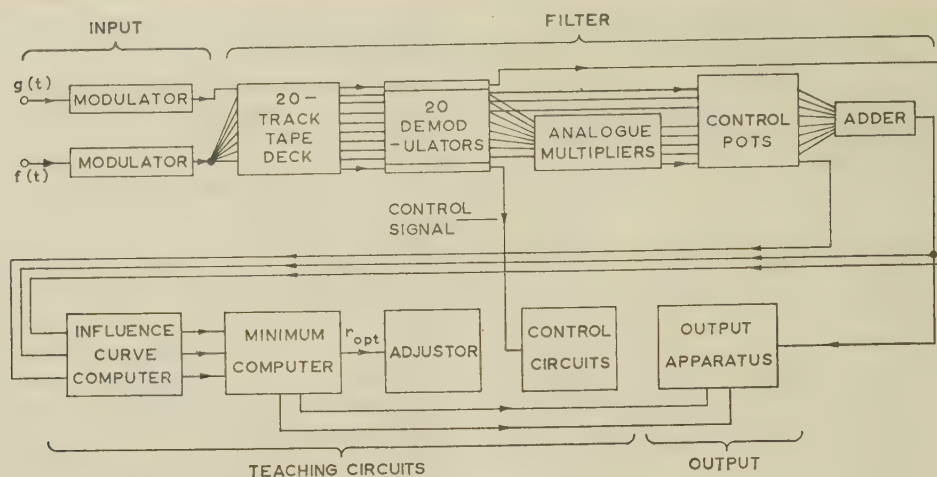 INPUT
FILTER
g(t)
MODULATOR
f(t)
MODULATOR
20-
TRACK
TAPE
DECK
20
DEMOD
-ULATORS
ANALOGUE
MULTIPLIERS
CONTROL
POTS
ADDER
CONTROL
SIGNAL
INFLUENCE
CURVE
COMPUTER
MINIMUM
COMPUTER
ropt
ADJUSTOR
CONTROL
CIRCUITS
OUTPUT
APPARATUS
TEACHING CIRCUITS
OUTPUT